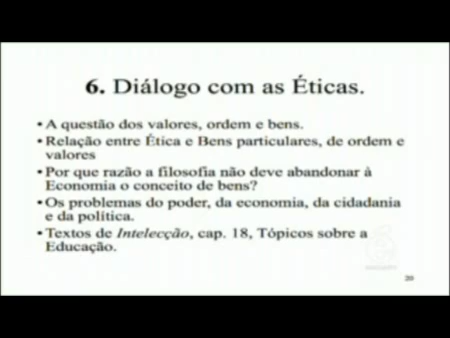 6. Diálogo com as Éticas.
• A questão dos valores, ordem e bens.
• Relação entre Ética e Bens particulares, de ordem e
valores
• Por que razão a filosofia não deve abandonar à
Economia o conceito de bens?
• Os problemas do poder, da economia, da cidadania
e da política.
• Textos de Intelecção, cap. 18, Tópicos sobre a
Educação.
20